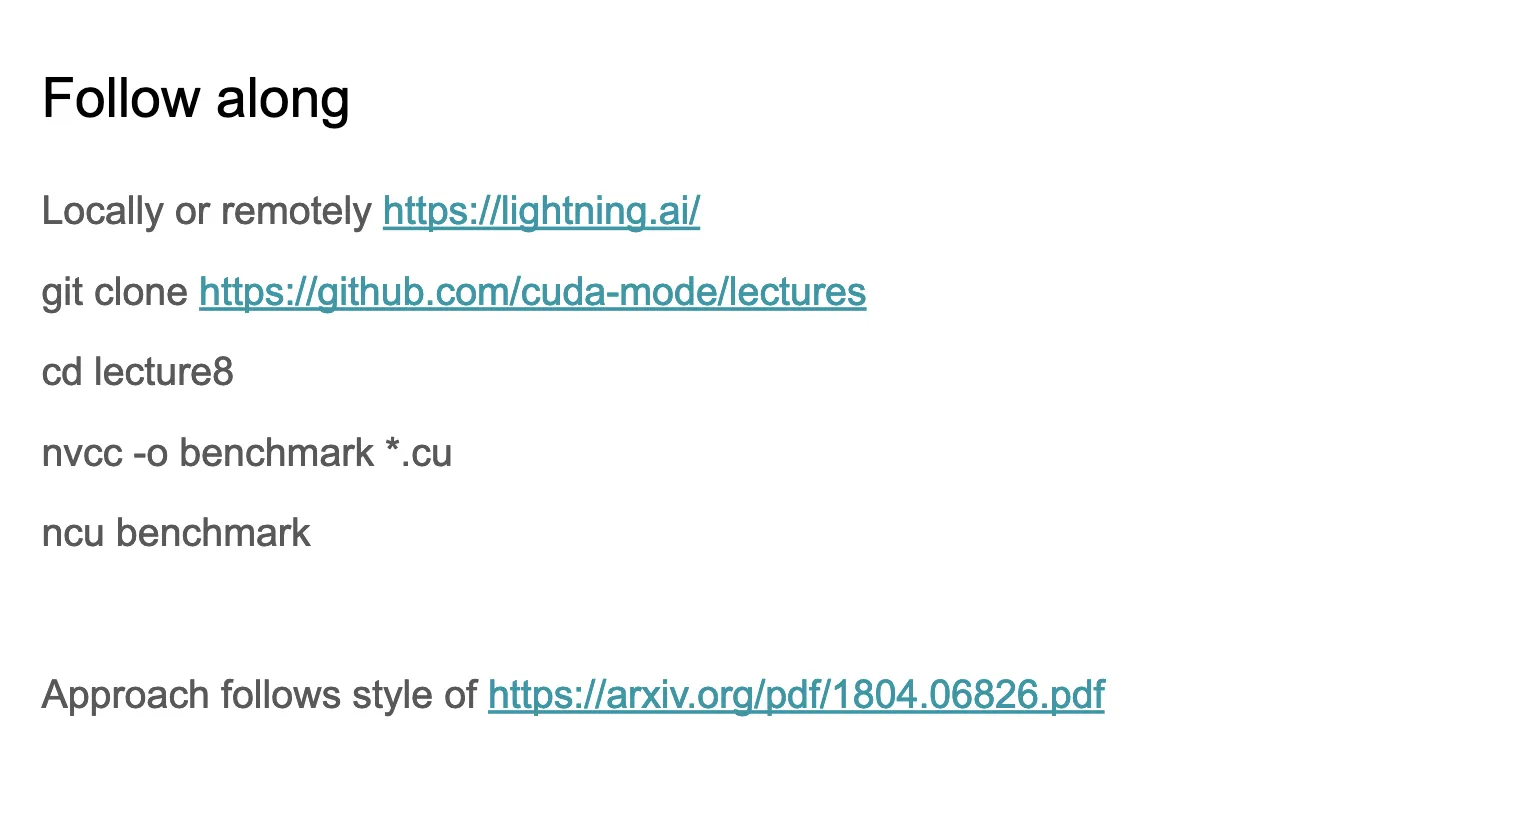 Follow along
Locally or remotely https://lightning.ai/
git clone https://github.com/cuda-mode/lectures
cd lecture8
nvcc -o benchmark *.cu
ncu benchmark
Approach follows style of https://arxiv.org/pdf/1804.06826.pdf